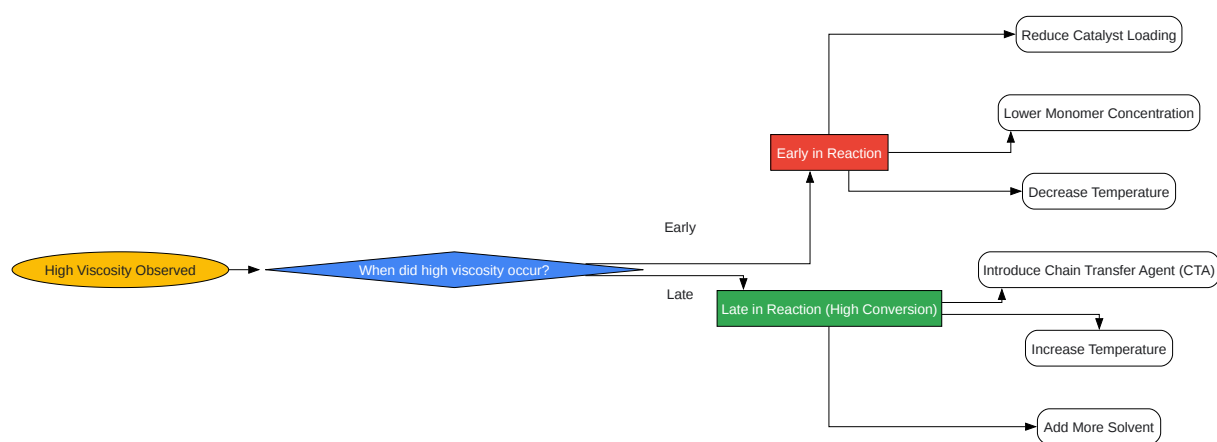 Reduce Catalyst Loading
Lower Monomer Concentration
Early in Reaction
Decrease Temperature
Early
High Viscosity Observed
When did high viscosity occur?
Introduce Chain Transfer Agent (CTA)
Late
Late in Reaction (High Conversion)
Increase Temperature
Add More Solvent